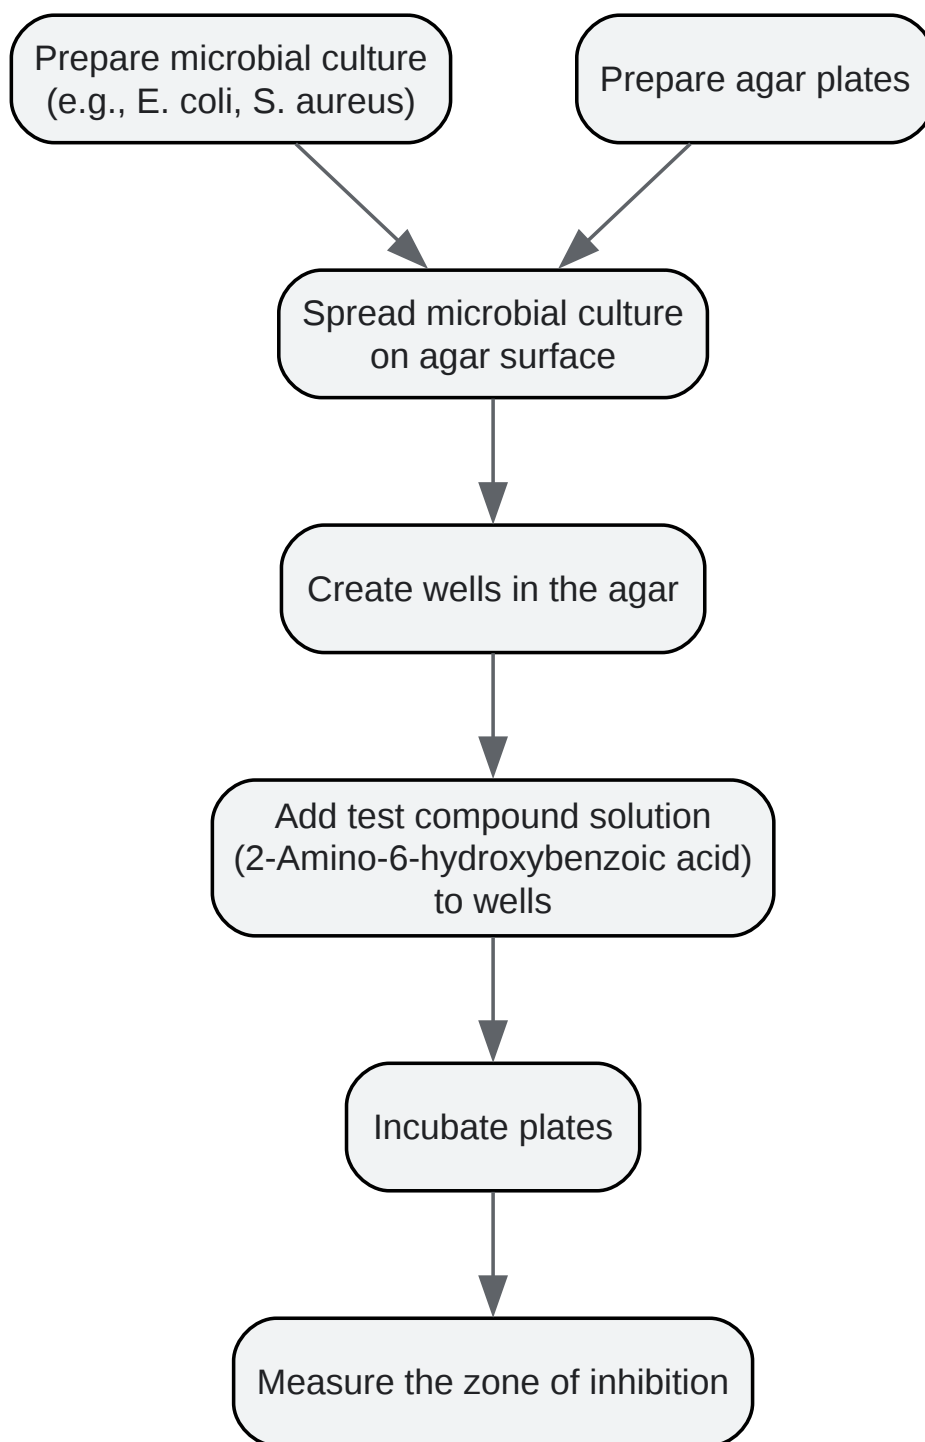 Prepare microbial culture
(e.g., E. coli, S. aureus)
Prepare agar plates
Spread microbial culture
on agar surface
Create wells in the agar
Add test compound solution
(2-Amino-6-hydroxybenzoic acid)
to wells
Incubate plates
Measure the zone of inhibition